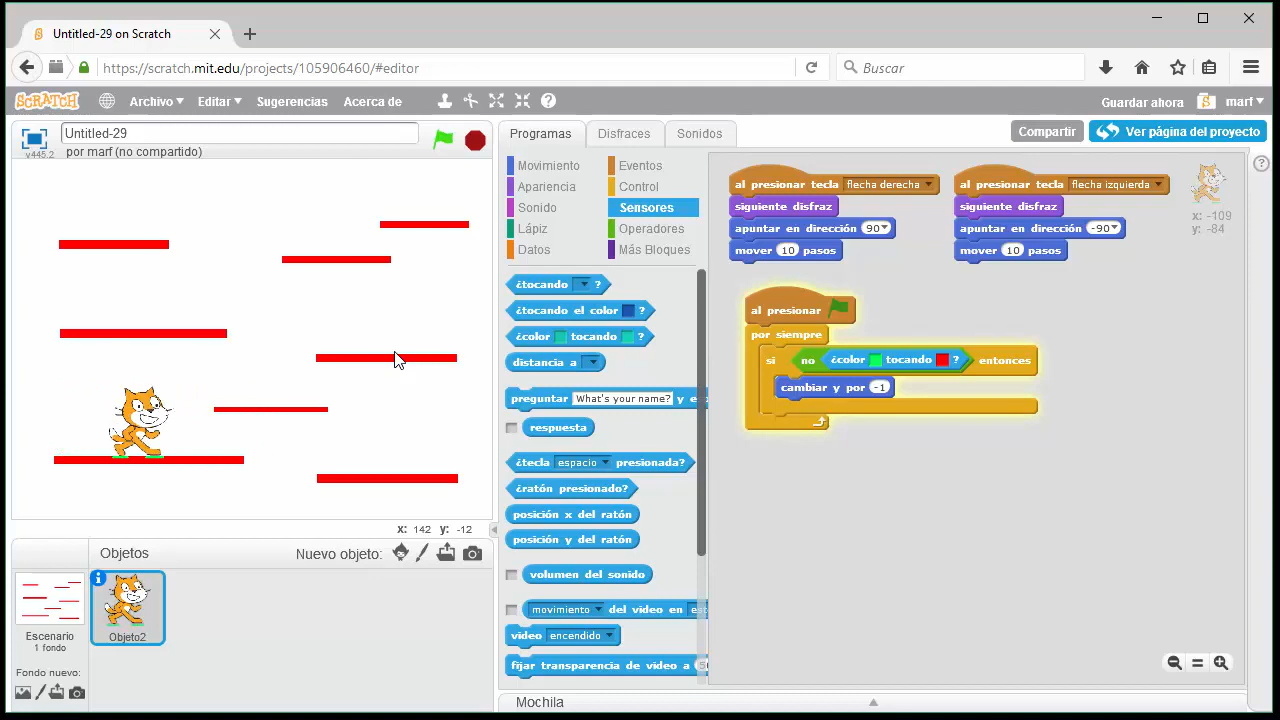 Untitled-29 on Scratch
https://scratch.mit.edu/projects/105906460/#editor
Buscar
SCRATCH
Archivo
Editar
Sugerencias
Acerca de
Guardar ahora
marf
Untitled-29
por marf (no compartido)
v445.2
Programas
Disfraces
Sonidos
Compartir
Ver página del proyecto
Movimiento
Apariencia
Sonido
Lápiz
Datos
Eventos
Control
Sensores
Operadores
Más Bloques
¿tocando ?
¿tocando el color ?
¿color tocando ?
distancia a
preguntar What's your name? y
respuesta
¿tecla espacio presionada?
¿ratón presionado?
posición x del ratón
posición y del ratón
volumen del sonido
movimiento del video en
video encendido
fijar transparencia de video a
al presionar tecla flecha derecha
siguiente disfraz
apuntar en dirección 90
mover 10 pasos
al presionar tecla flecha izquierda
siguiente disfraz
apuntar en dirección -90
mover 10 pasos
x: -109
y: -84
al presionar
por siempre
si no ¿color tocando ? entonces
cambiar y por -1
x: 142 y: -12
Objetos
Nuevo objeto:
Escenario
1 fondo
Fondo nuevo:
Objeto2
Mochila